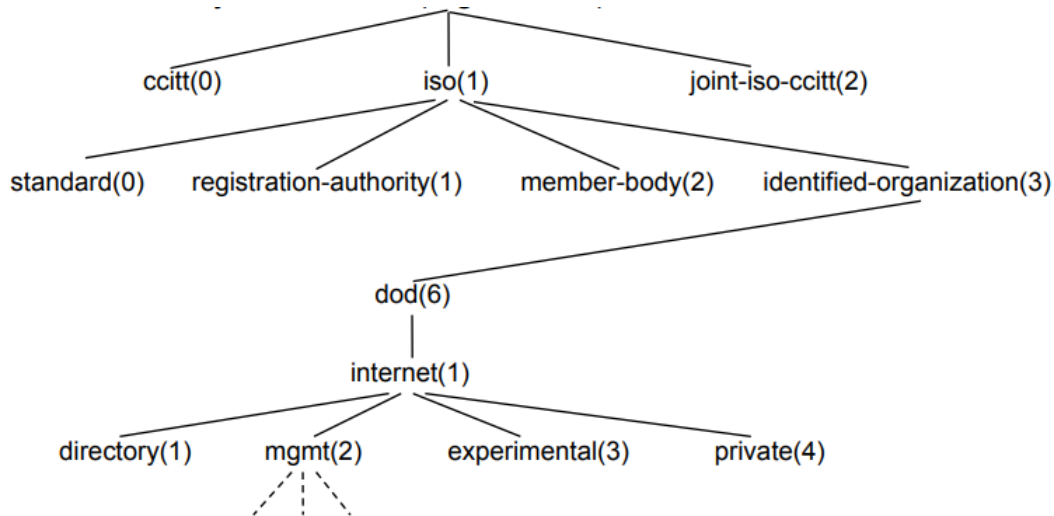 ccitt(0) iso(1) joint-iso-ccitt(2)
standard(0) registration-authority(1) member-body(2) identified-organization(3)
dod(6)
internet(1)
directory(1) mgmt(2) experimental(3) private(4)